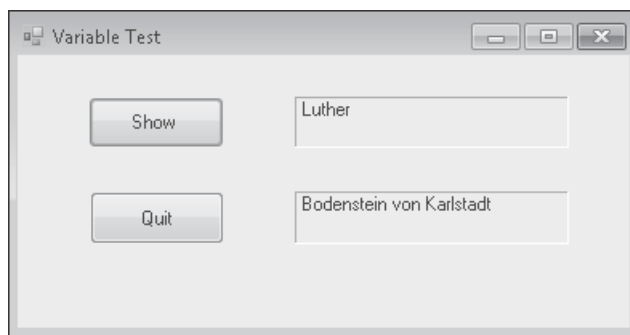 Variable Test
Show
Luther
Quit
Bodenstein von Karlstadt